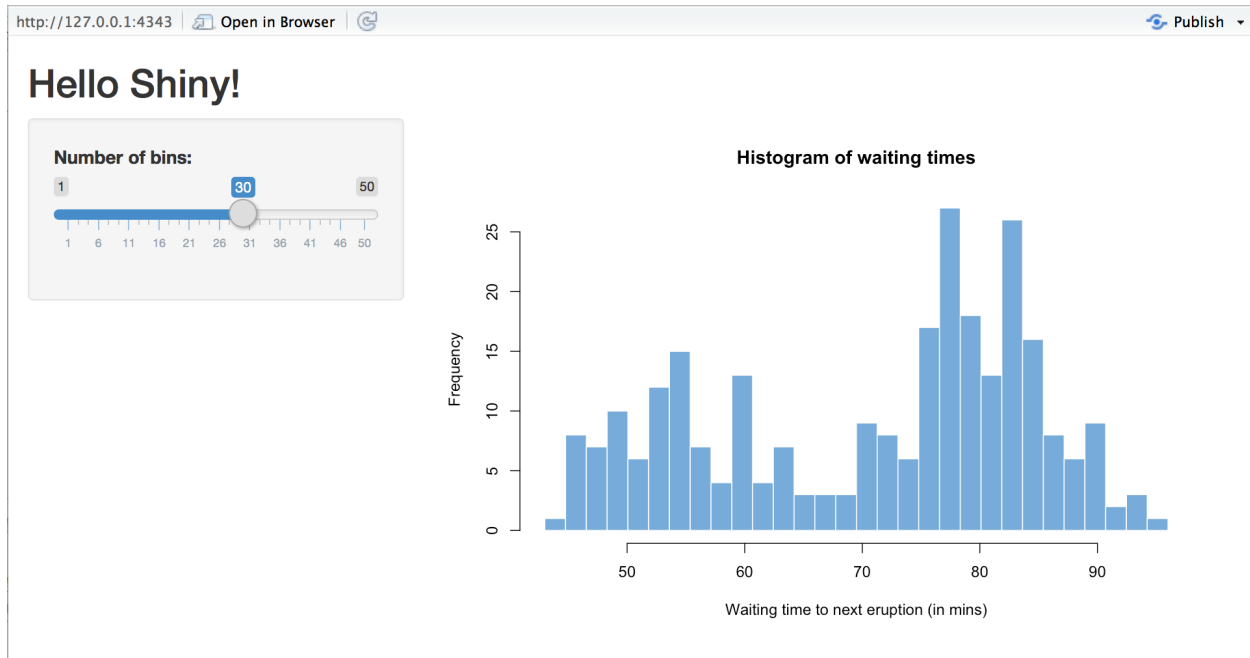 http://127.0.0.1:4343 Open in Browser Publish
Hello Shiny!
Number of bins:
1 30 50
1 6 11 16 21 26 31 36 41 46 50
Histogram of waiting times
Frequency
25
20
15
10
5
0
50 60 70 80 90
Waiting time to next eruption (in mins)